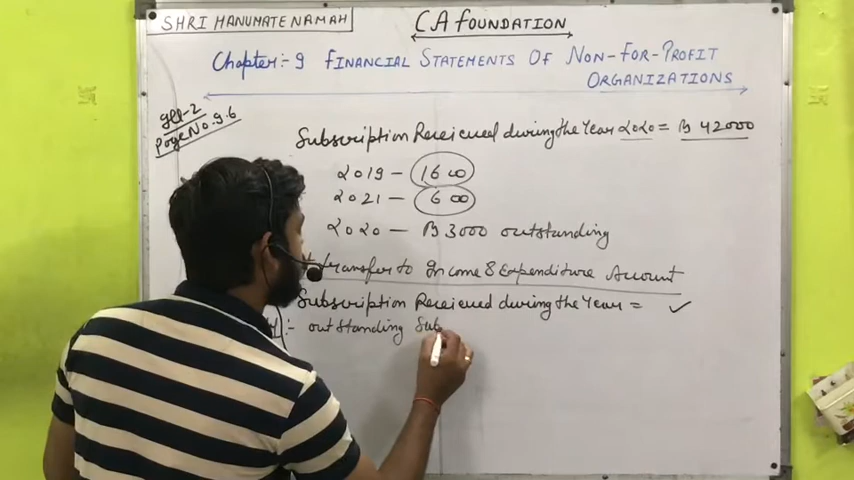 SHRI HANUMATE NAMAH
CA FOUNDATION
Chapter:- 9 FINANCIAL STATEMENTS OF NON-FOR-PROFIT
ORGANIZATIONS
Page No. 9.6
Subscription Received during the Year 2020 = ₹ 42000
2019 - 1600
2021 - 600
2020 - ₹ 3000 outstanding
transfer to Income & Expenditure Account
Subscription Received during the Year = ✓
:- outstanding Sub